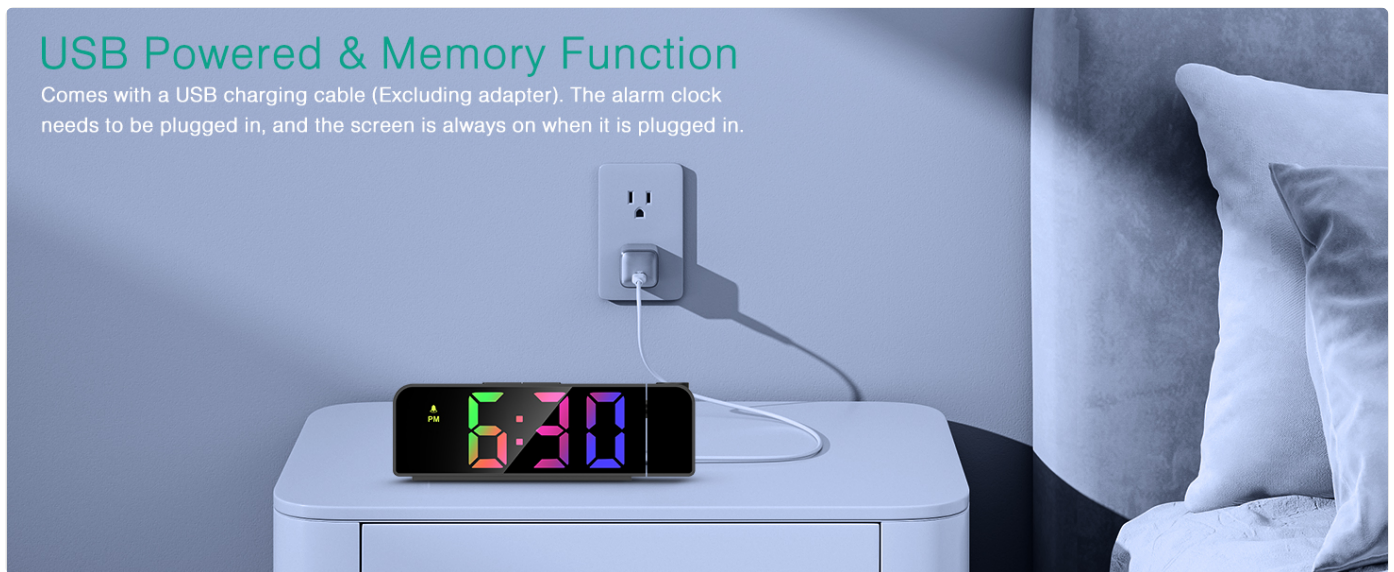 USB Powered & Memory Function
Comes with a USB charging cable (Excluding adapter). The alarm clock
needs to be plugged in, and the screen is always on when it is plugged in.
PM
6:30